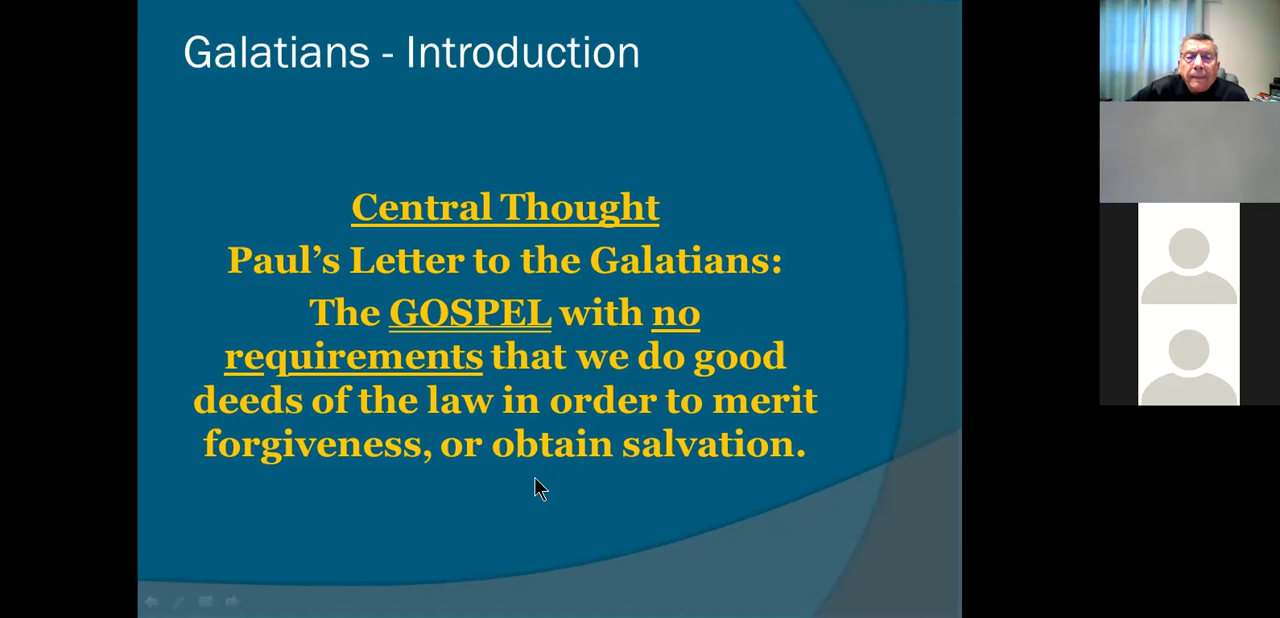 Galatians - Introduction
Central Thought
Paul’s Letter to the Galatians:
The GOSPEL with no
requirements that we do good
deeds of the law in order to merit
forgiveness, or obtain salvation.